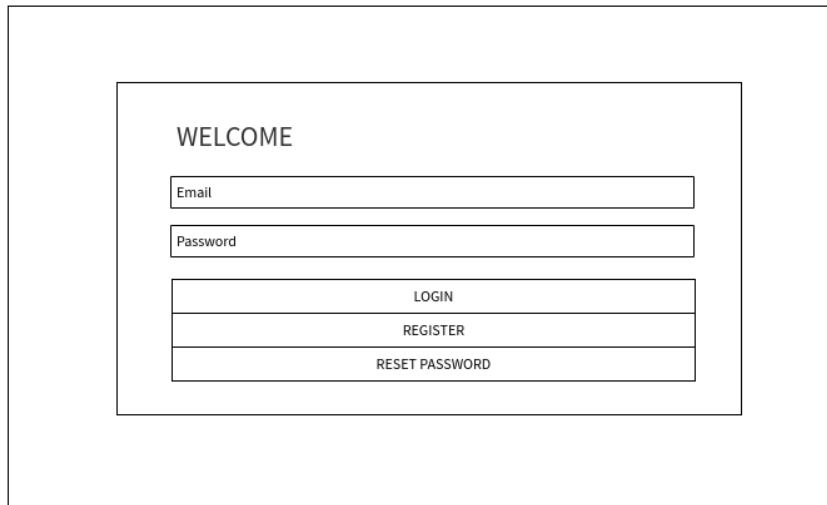 WELCOME
Email
Password
LOGIN
REGISTER
RESET PASSWORD